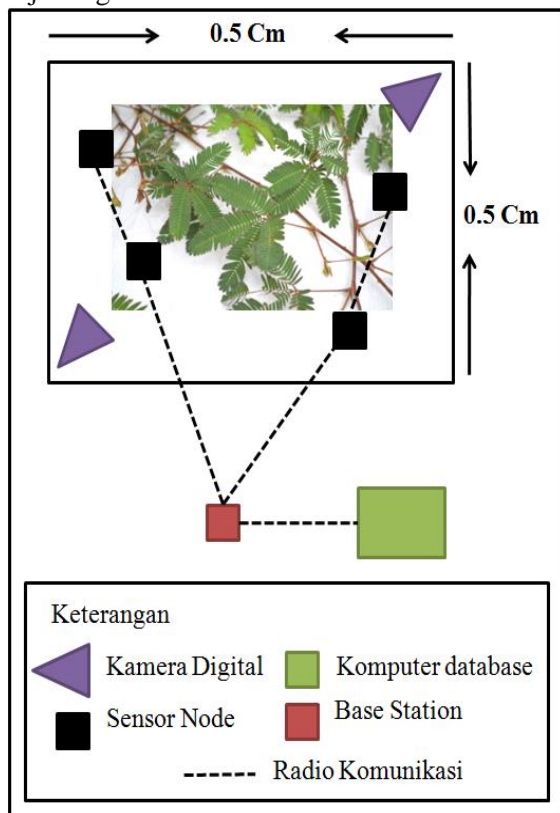 0.5 Cm
0.5 Cm
Keterangan
Kamera Digital
Komputer database
Sensor Node
Base Station
Radio Komunikasi